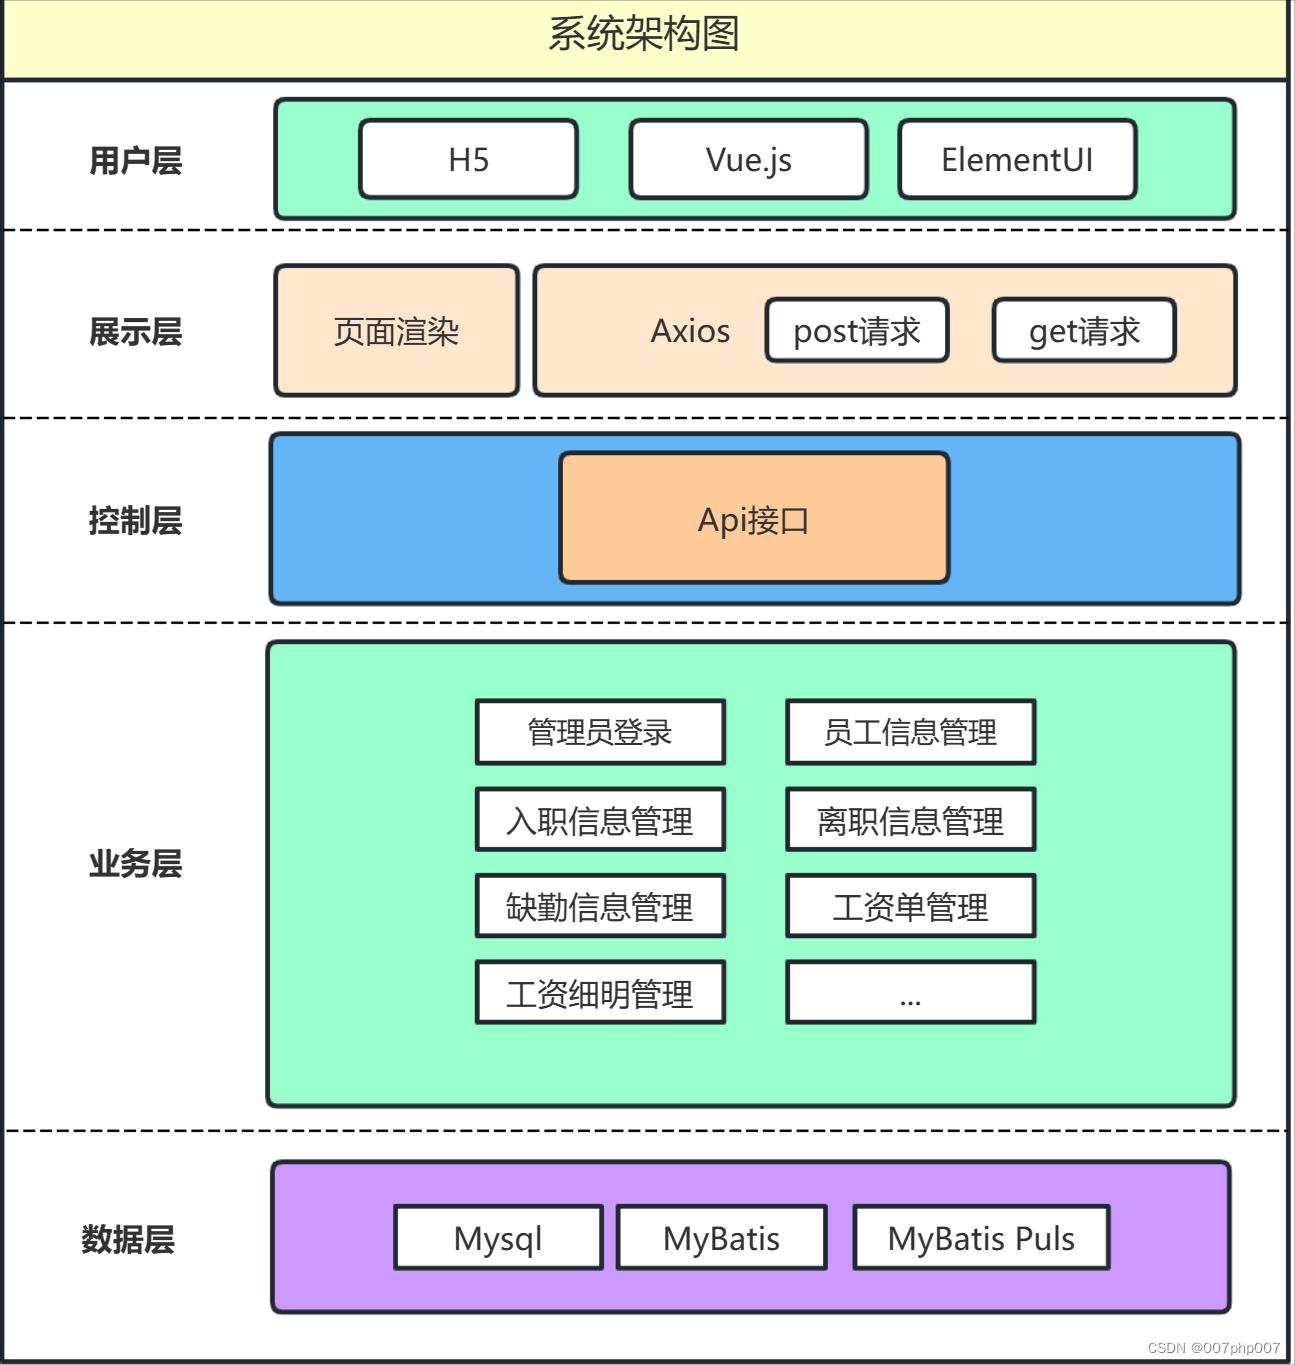 系统架构图
用户层
H5
Vue.js
ElementUI
展示层
页面渲染
Axios
post请求
get请求
控制层
Api接口
业务层
管理员登录
员工信息管理
入职信息管理
离职信息管理
缺勤信息管理
工资单管理
工资细明管理
...
数据层
Mysql
MyBatis
MyBatis Puls
CSDN @007php007